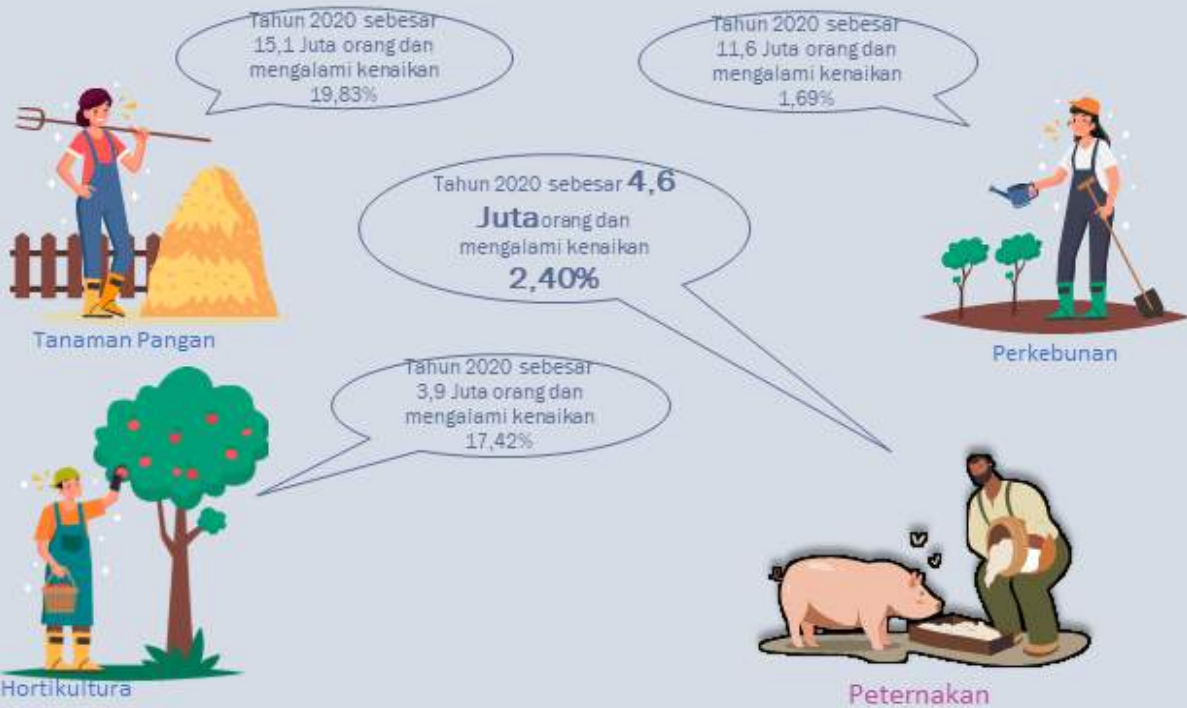 Tahun 2020 sebesar
15,1 Juta orang dan
mengalami kenaikan
19,83%
Tahun 2020 sebesar
11,6 Juta orang dan
mengalami kenaikan
1,69%
Tahun 2020 sebesar 4,6
Juta orang dan
mengalami kenaikan
2,40%
Tanaman Pangan
Perkebunan
Tahun 2020 sebesar
3,9 Juta orang dan
mengalami kenaikan
17,42%
Hortikultura
Peternakan